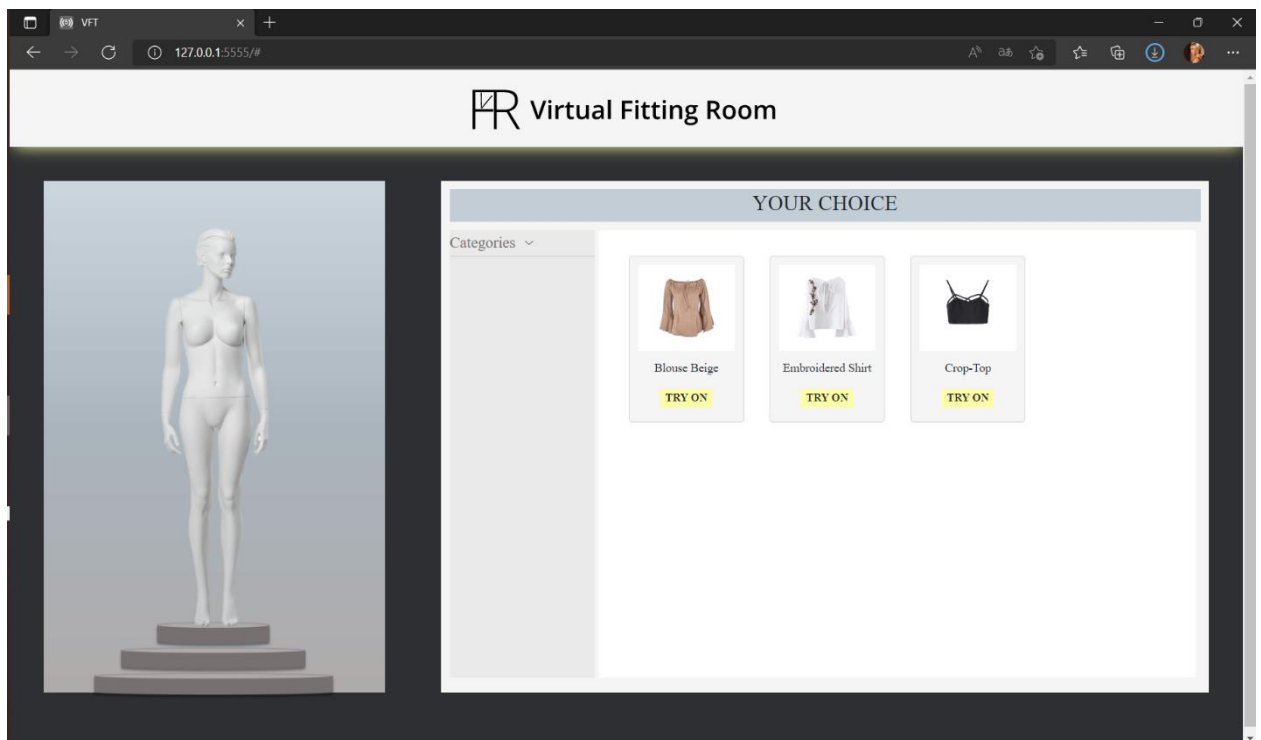 VFT
127.0.0.1:5555/#
Virtual Fitting Room
YOUR CHOICE
Categories
Blouse Beige
Embroidered Shirt
Crop-Top
TRY ON
TRY ON
TRY ON